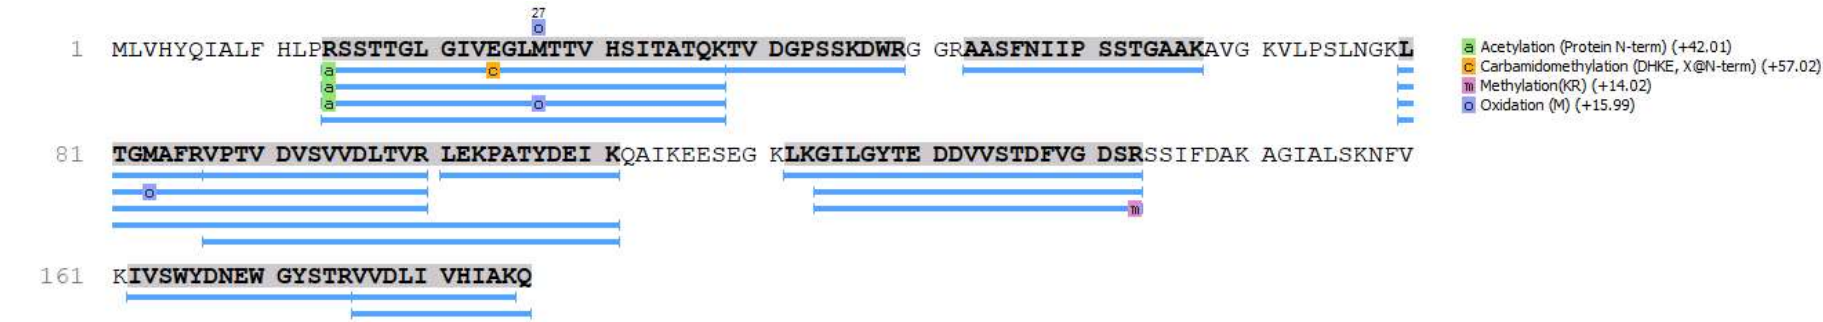 27
o
1 MLVHYQIALF HLPRSSTTGL GIVEGLMTTV HSITATQKTV DGPSSKDWRG GRAASFNIIP SSTGAAKAVG KVLPSLNGKL
a c
a
a o
a Acetylation (Protein N-term) (+42.01)
c Carbamidomethylation (DHKE, X@N-term) (+57.02)
m Methylation(KR) (+14.02)
o Oxidation (M) (+15.99)
81 TGMAFRVPTV DVSVVDLTVR LEKPATYDEI KQAIKEESEG KLKGILGYTE DDVVSTDFVG DSRSSIFDAK AGIALSKNFV
o
m
161 KIVSWYDNEW GYSTRVVDLI VHIAKQ